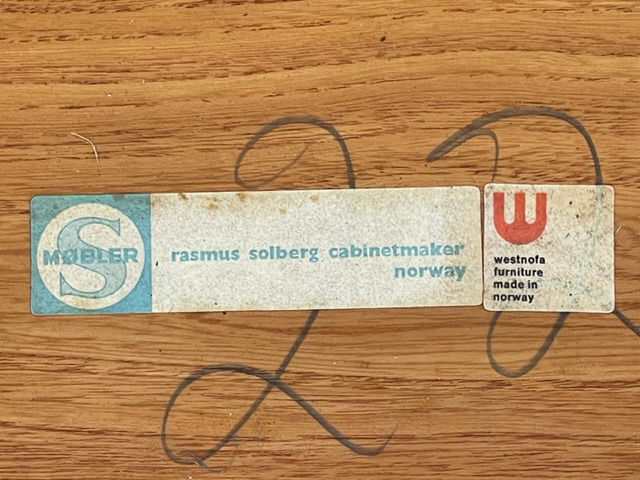 S
MØBLER
rasmus solberg cabinetmaker
norway
westnofa
furniture
made in
norway